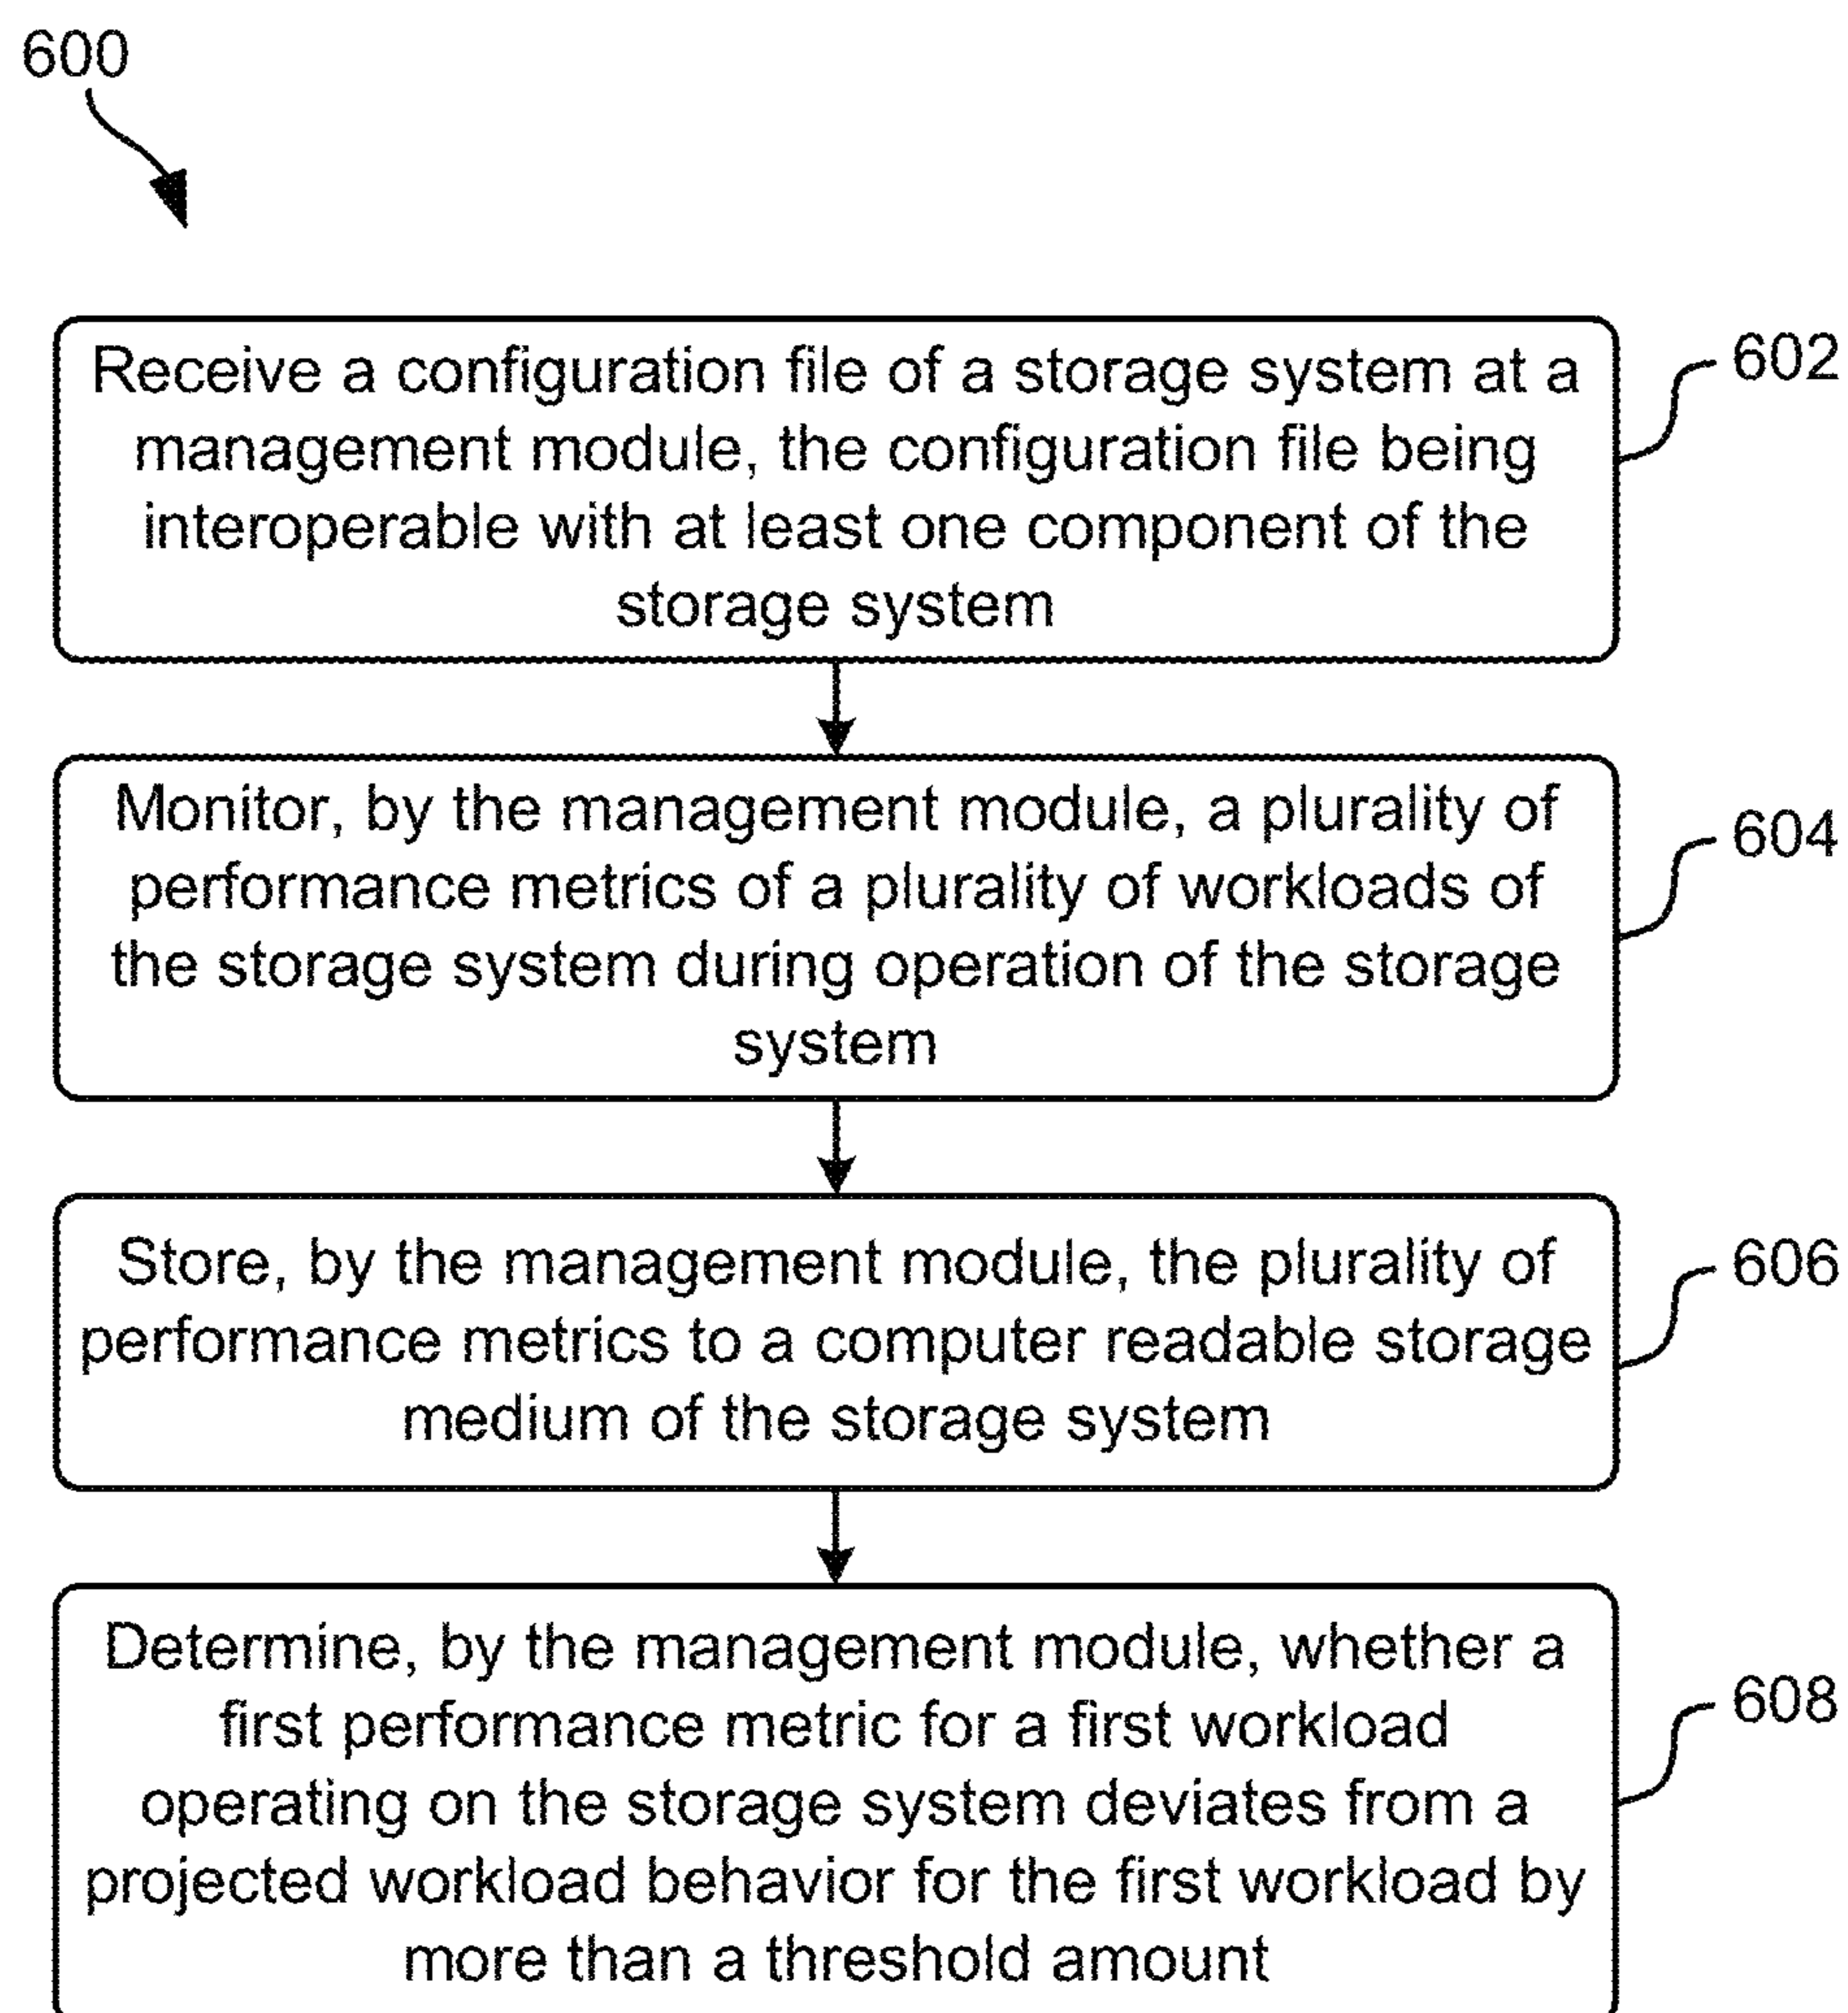 600
Receive a configuration file of a storage system at a
management module, the configuration file being
interoperable with at least one component of the
storage system
602
Monitor, by the management module, a plurality of
performance metrics of a plurality of workloads of
the storage system during operation of the storage
system
604
Store, by the management module, the plurality of
performance metrics to a computer readable storage
medium of the storage system
606
Determine, by the management module, whether a
first performance metric for a first workload
operating on the storage system deviates from a
projected workload behavior for the first workload by
more than a threshold amount
608